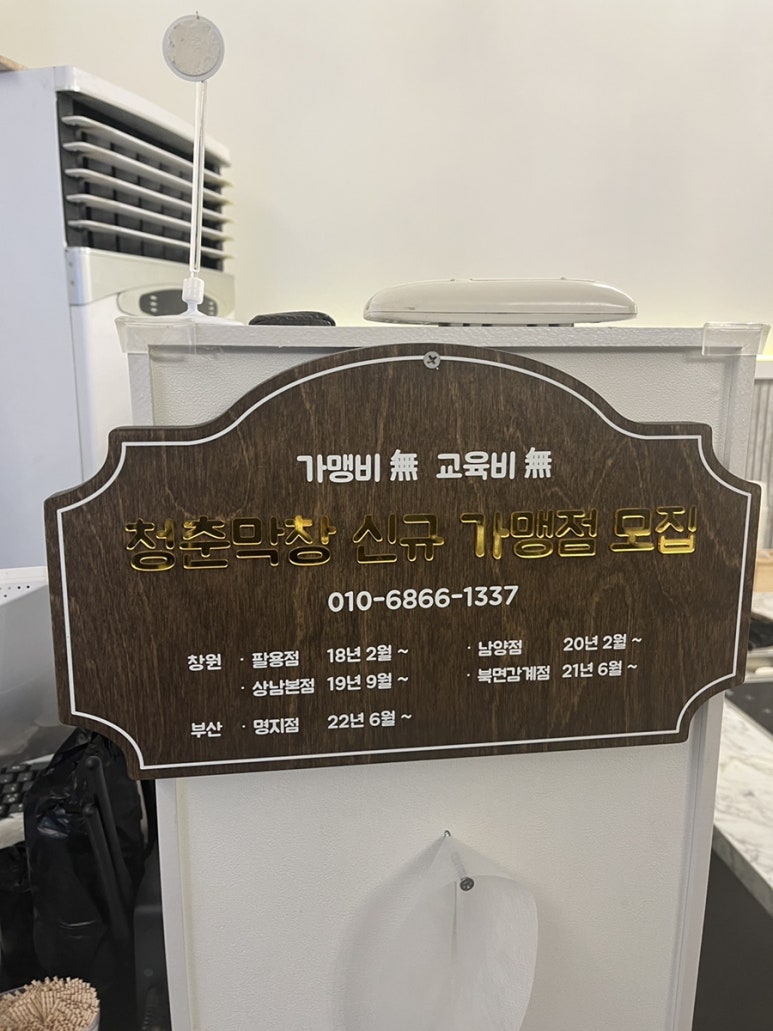 가맹비 無 교육비 無
청춘막창 신규 가맹점 모집
010-6866-1337
창원 · 팔용점 18년 2월 ~ · 남양점 20년 2월 ~
· 상남본점 19년 9월 ~ · 북면감계점 21년 6월 ~
부산 · 명지점 22년 6월 ~